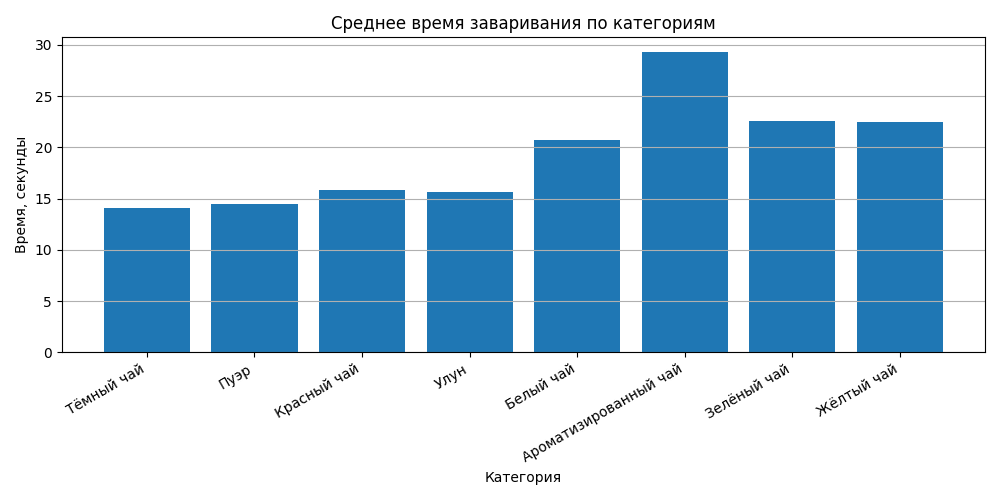 Среднее время заваривания по категориям
Время, секунды
30
25
20
15
10
5
0
Тёмный чай
Пуэр
Красный чай
Улун
Белый чай
Ароматизированный чай
Зелёный чай
Жёлтый чай
Категория